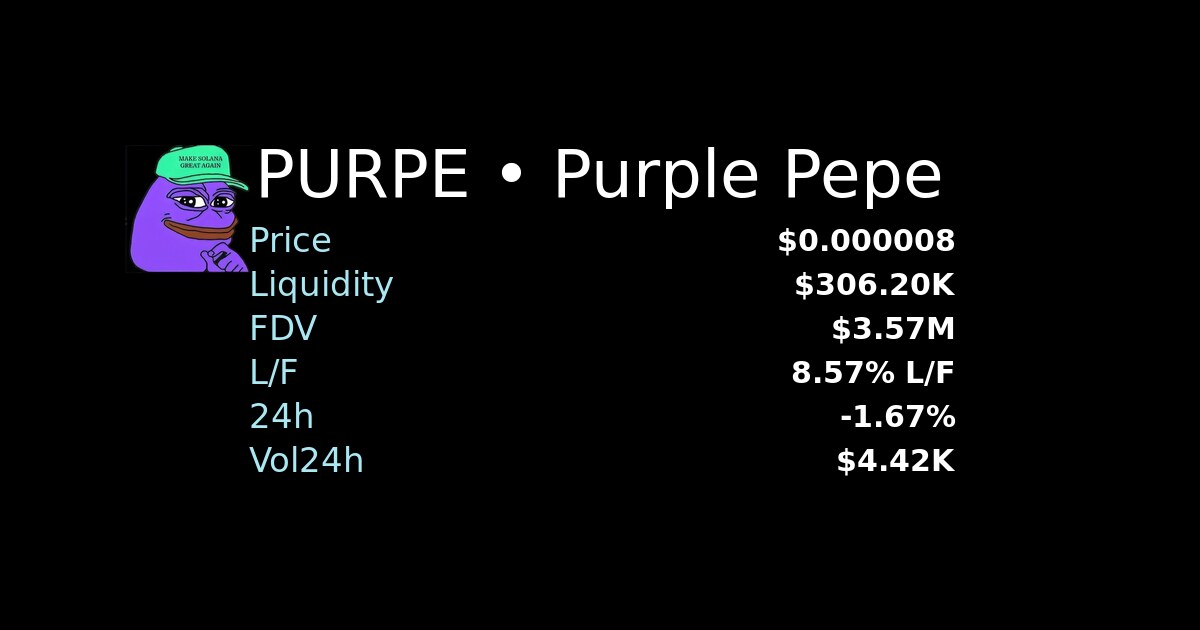 MAKE SOLANA
GREAT AGAIN
PURPE • Purple Pepe
Price $0.000008
Liquidity $306.20K
FDV $3.57M
L/F 8.57% L/F
24h -1.67%
Vol24h $4.42K